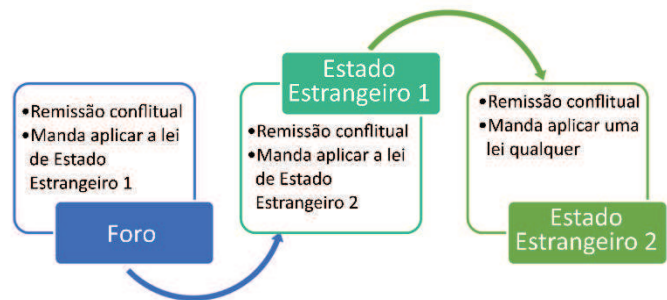 •Remissão conflitual
•Manda aplicar a lei
de Estado
Estrangeiro 1
Foro
Estado
Estrangeiro 1
•Remissão conflitual
•Manda aplicar a lei
de Estado
Estrangeiro 2
•Remissão conflitual
•Manda aplicar uma
lei qualquer
Estado
Estrangeiro 2